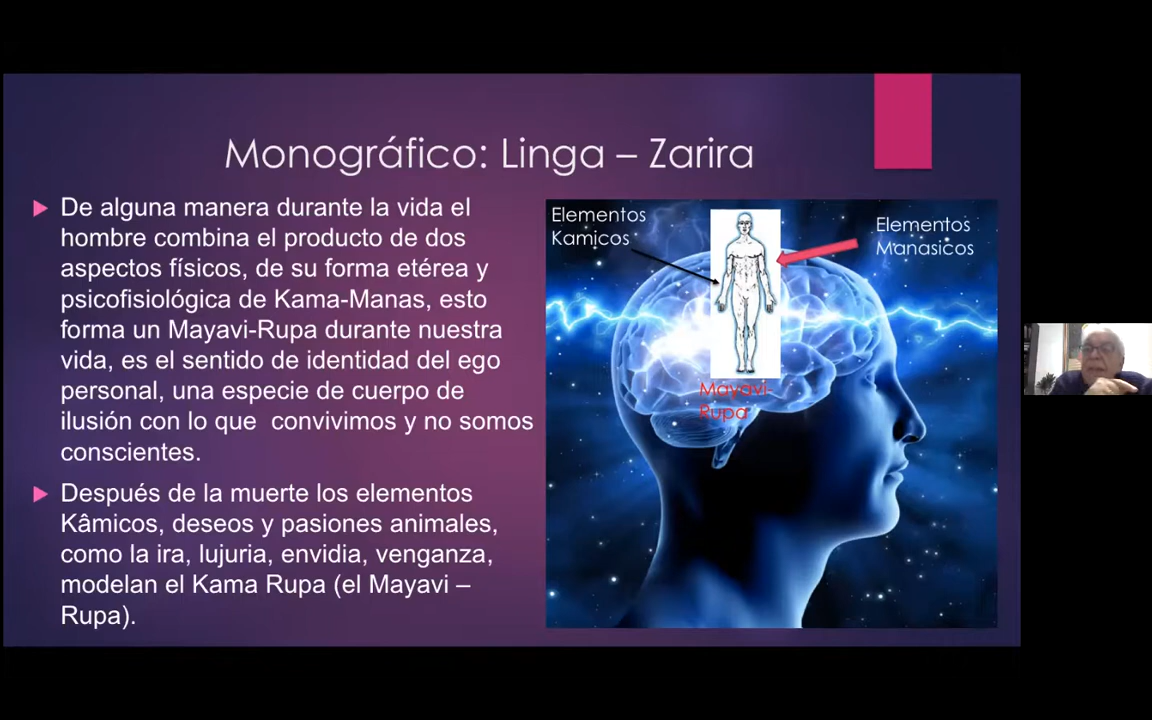 Monográfico: Linga – Zarira
De alguna manera durante la vida el
hombre combina el producto de dos
aspectos físicos, de su forma etérea y
psicofisiológica de Kama-Manas, esto
forma un Mayavi-Rupa durante nuestra
vida, es el sentido de identidad del ego
personal, una especie de cuerpo de
ilusión con lo que convivimos y no somos
conscientes.
Después de la muerte los elementos
Kâmicos, deseos y pasiones animales,
como la ira, lujuria, envidia, venganza,
modelan el Kama Rupa (el Mayavi –
Rupa).
Elementos
Kamicos
Elementos
Manasicos
Mayavi-
Rupa